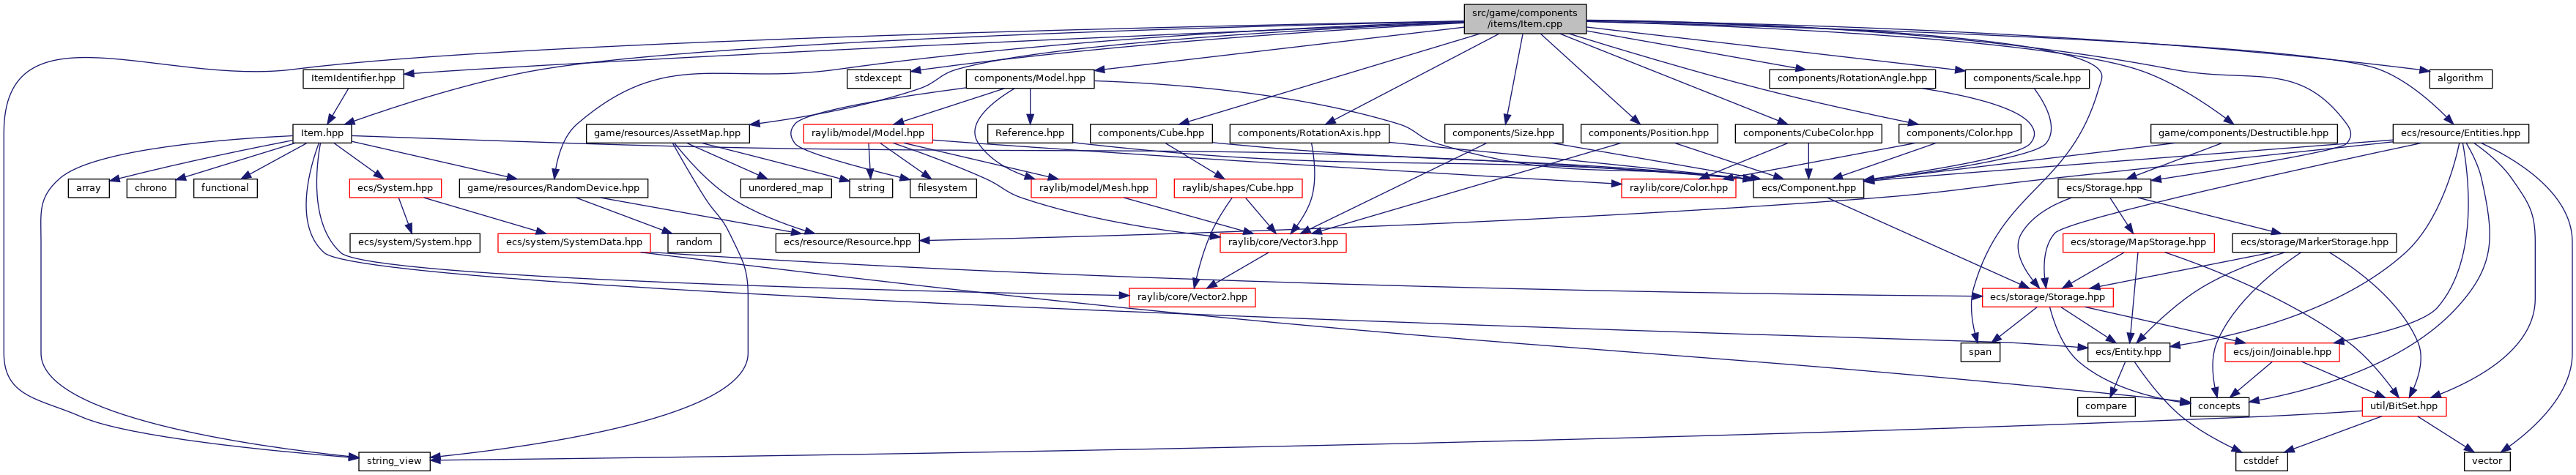 src/game/components
/items/Item.cpp
ItemIdentifier.hpp
stdexcept
components/Model.hpp
components/RotationAngle.hpp
components/Scale.hpp
algorithm
Item.hpp
game/resources/AssetMap.hpp
raylib/model/Model.hpp
Reference.hpp
components/Cube.hpp
components/RotationAxis.hpp
components/Size.hpp
components/Position.hpp
components/CubeColor.hpp
components/Color.hpp
game/components/Destructible.hpp
ecs/resource/Entities.hpp
array
chrono
functional
ecs/System.hpp
game/resources/RandomDevice.hpp
unordered_map
string
filesystem
raylib/model/Mesh.hpp
raylib/shapes/Cube.hpp
raylib/core/Color.hpp
ecs/Component.hpp
ecs/Storage.hpp
ecs/system/System.hpp
ecs/system/SystemData.hpp
random
ecs/resource/Resource.hpp
raylib/core/Vector3.hpp
ecs/storage/MapStorage.hpp
ecs/storage/MarkerStorage.hpp
raylib/core/Vector2.hpp
ecs/storage/Storage.hpp
span
ecs/Entity.hpp
ecs/join/Joinable.hpp
compare
concepts
util/BitSet.hpp
string_view
cstddef
vector